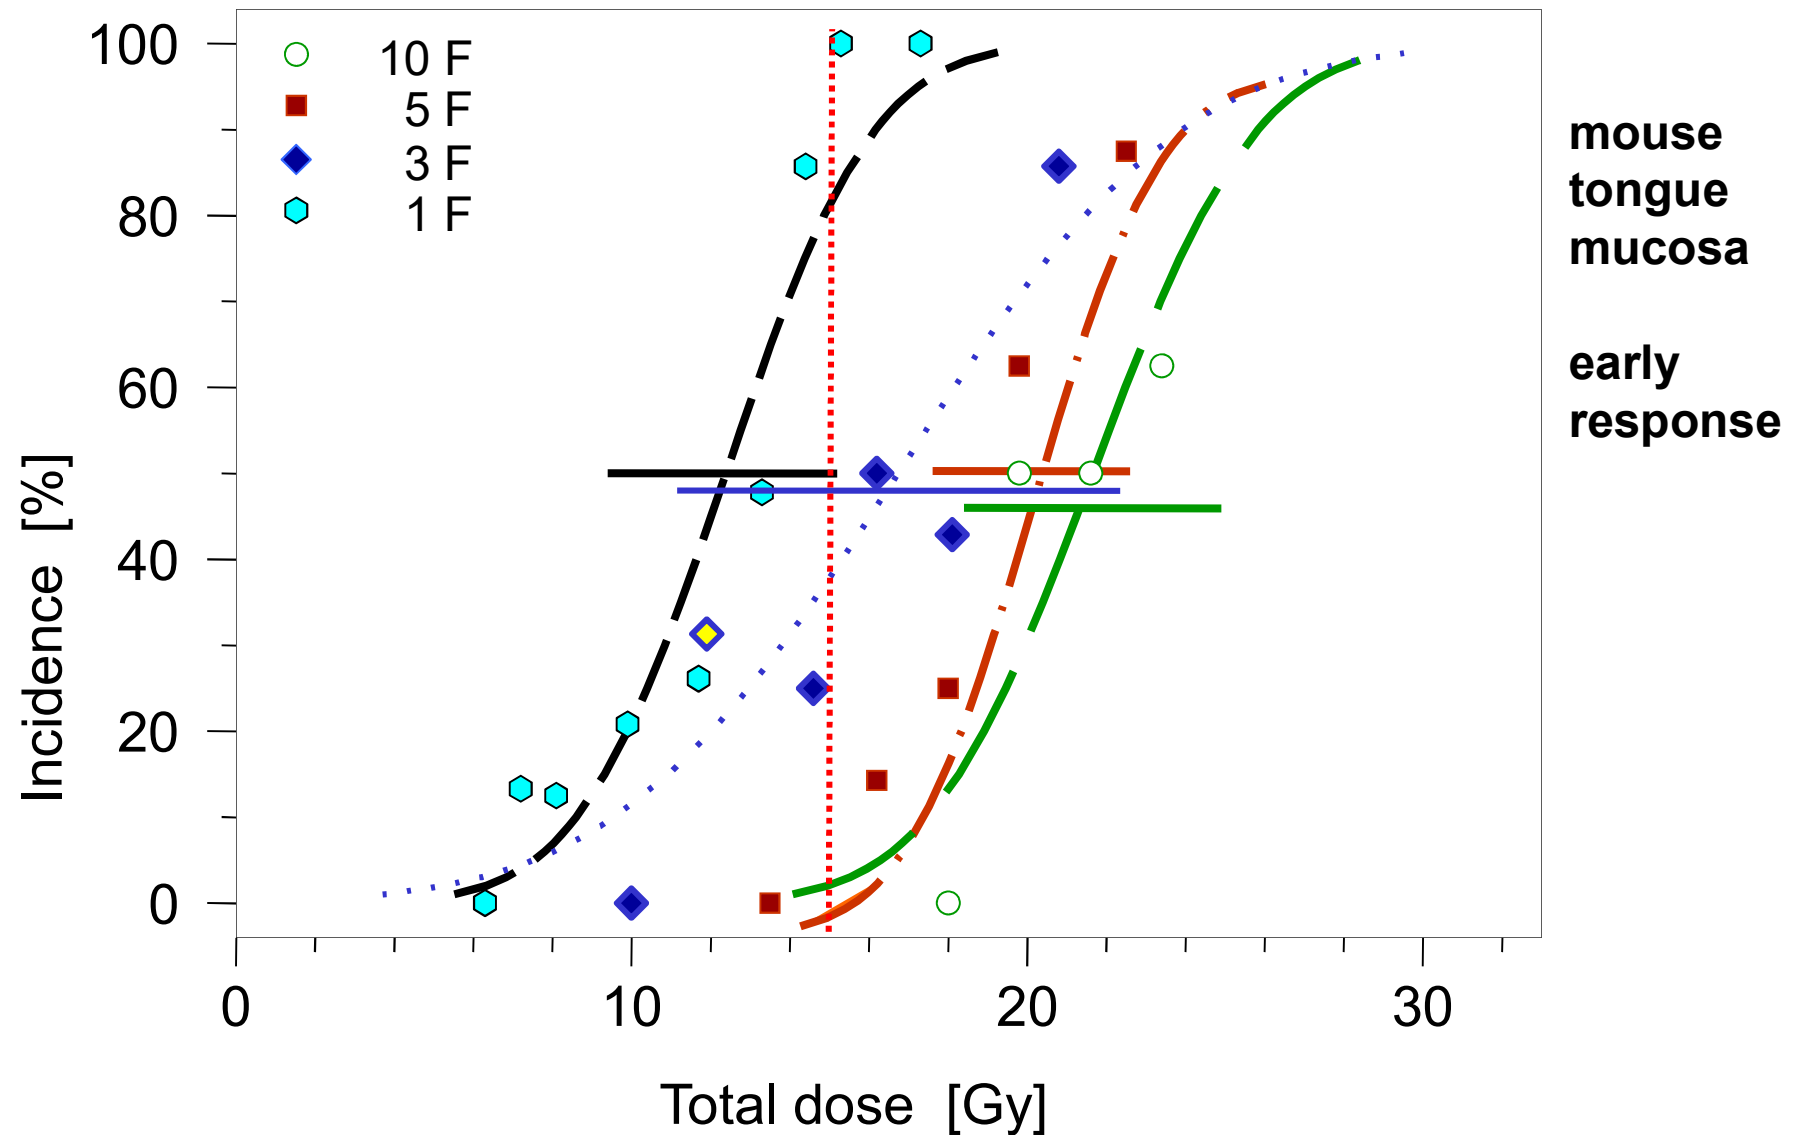 100
80
60
40
20
0
Incidence [%]
10 F
5 F
3 F
1 F
mouse
tongue
mucosa
early
response
0
10
20
30
Total dose [Gy]